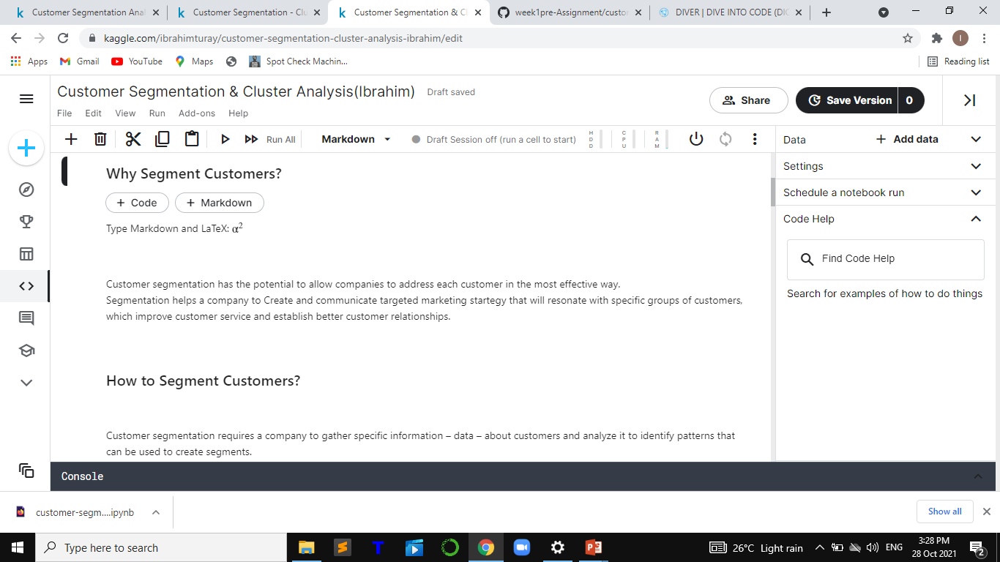 Customer Segmentation Anal
Customer Segmentation - Clu
Customer Segmentation & Cl
week1pre-Assignment/custo
DIVER | DIVE INTO CODE (DIC
kaggle.com/ibrahimturay/customer-segmentation-cluster-analysis-ibrahim/edit
I
Apps
Gmail
YouTube
Maps
Spot Check Machin...
Reading list
Customer Segmentation & Cluster Analysis(Ibrahim)
Draft saved
Share
Save Version
0
File
Edit
View
Run
Add-ons
Help
Run All
Markdown
Draft Session off (run a cell to start)
HDD
CPU
RAM
Data
+ Add data
Settings
Schedule a notebook run
Code Help
Find Code Help
Search for examples of how to do things
Why Segment Customers?
+ Code
+ Markdown
Type Markdown and LaTeX: α²
Customer segmentation has the potential to allow companies to address each customer in the most effective way.
Segmentation helps a company to Create and communicate targeted marketing startegy that will resonate with specific groups of customers,
which improve customer service and establish better customer relationships.
How to Segment Customers?
Customer segmentation requires a company to gather specific information – data – about customers and analyze it to identify patterns that
can be used to create segments.
Console
customer-segm....ipynb
Show all
Type here to search
26°C Light rain
ENG
3:28 PM
28 Oct 2021
2